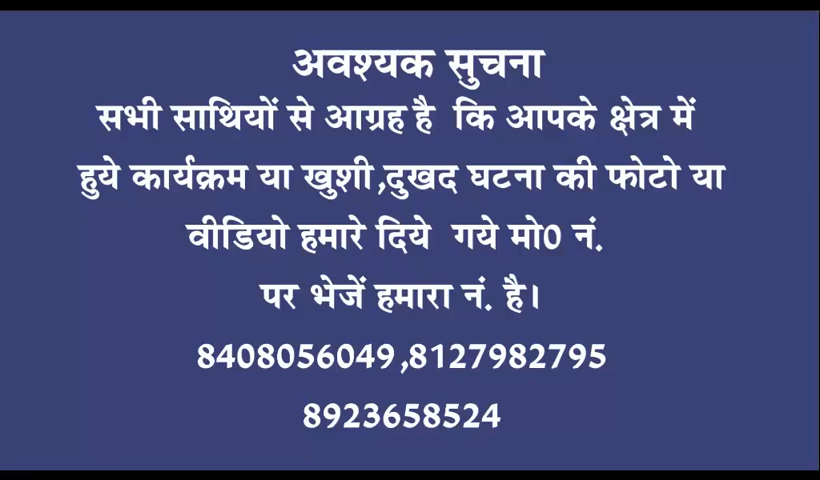 अवश्यक सुचना
सभी साथियों से आग्रह है कि आपके क्षेत्र में
हुये कार्यक्रम या खुशी,दुखद घटना की फोटो या
वीडियो हमारे दिये गये मो0 नं.
पर भेजें हमारा नं. है।
8408056049,8127982795
8923658524